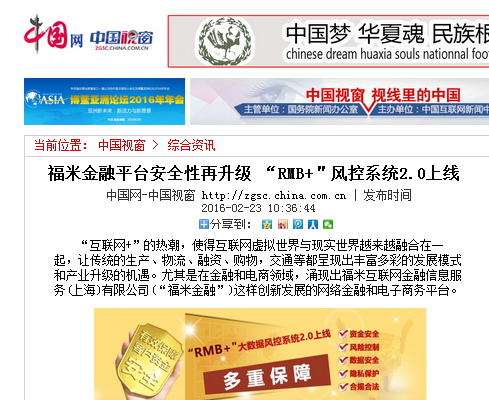 中国网 中国视窗
ZGSC.CHINA.COM.CN
中国梦 华夏魂 民族根
chinese dream huaxia souls nationnal foot
ASIA 博鳌亚洲论坛2016年年会
中国视窗 视线里的中国
主管单位：国务院新闻办公室 主办单位：中国互联网新闻中
当前位置： 中国视窗 > 综合资讯
福米金融平台安全性再升级 “RMB+”风控系统2.0上线
中国网-中国视窗 http://zgsc.china.com.cn | 发布时间
2016-02-23 10:36:44
分享到：
“互联网+”的热潮，使得互联网虚拟世界与现实世界越来越融合在一
起，让传统的生产、物流、融资、购物，交通等都呈现出丰富多彩的发展模式
和产业升级的机遇。尤其是在金融和电商领域，涌现出福米互联网金融信息服
务(上海)有限公司(“福米金融”)这样创新发展的网络金融和电子商务平台。
“RMB+”大数据风控系统2.0上线
多重保障
资金安全
风险控制
数据安全
隐私保护
合规合法
安全